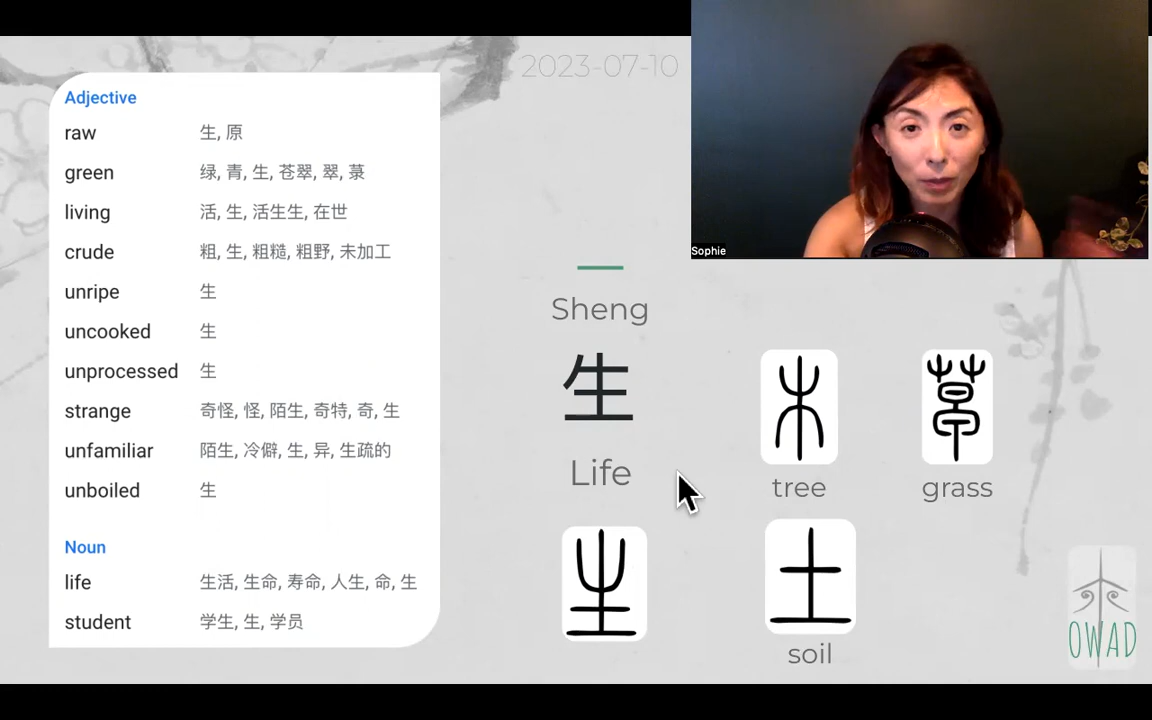 2023-07-10
Sophie
Adjective
raw 生, 原
green 绿, 青, 生, 苍翠, 翠, 菉
living 活, 生, 活生生, 在世
crude 粗, 生, 粗糙, 粗野, 未加工
unripe 生
uncooked 生
unprocessed 生
strange 奇怪, 怪, 陌生, 奇特, 奇, 生
unfamiliar 陌生, 冷僻, 生, 异, 生疏的
unboiled 生
Noun
life 生活, 生命, 寿命, 人生, 命, 生
student 学生, 生, 学员
Sheng
生
Life
生
木
tree
草
grass
土
soil
OWAD